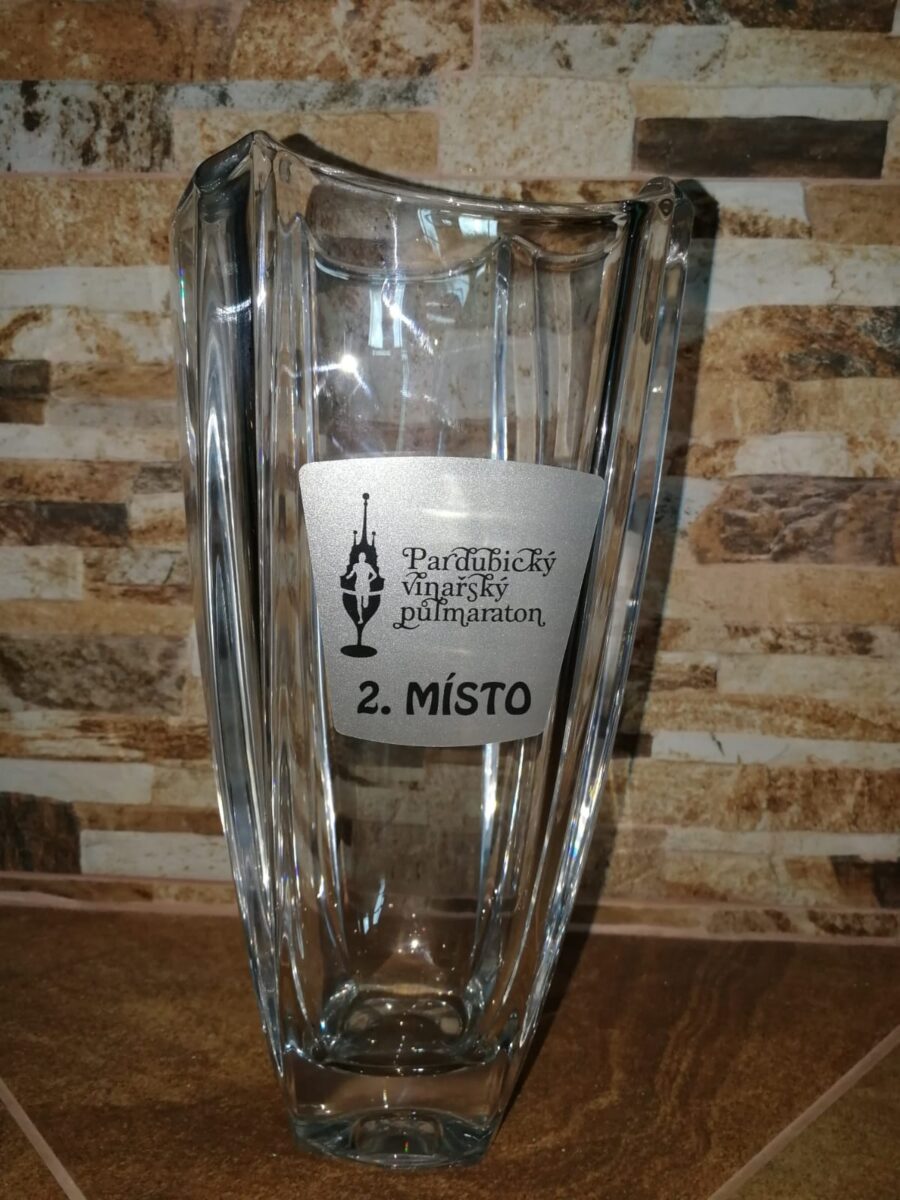 Pardubický
vinařský
půlmaraton
2. MÍSTO